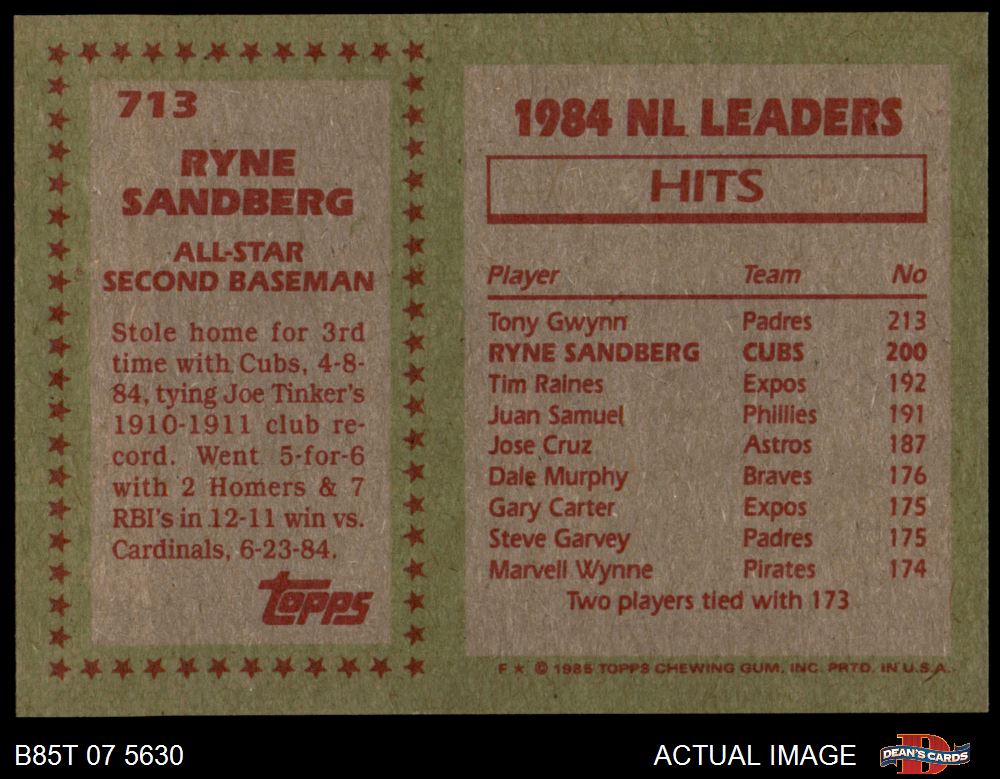 713
RYNE
SANDBERG
ALL-STAR
SECOND BASEMAN
Stole home for 3rd
time with Cubs, 4-8-
84, tying Joe Tinker's
1910-1911 club re-
cord. Went 5-for-6
with 2 Homers & 7
RBI's in 12-11 win vs.
Cardinals, 6-23-84.
topps
1984 NL LEADERS
HITS
Player Team No
Tony Gwynn Padres 213
RYNE SANDBERG CUBS 200
Tim Raines Expos 192
Juan Samuel Phillies 191
Jose Cruz Astros 187
Dale Murphy Braves 176
Gary Carter Expos 175
Steve Garvey Padres 175
Marvell Wynne Pirates 174
Two players tied with 173
F ★ © 1985 TOPPS CHEWING GUM, INC. PRTD. IN U.S.A.
B85T 07 5630
ACTUAL IMAGE
D
DEAN'S CARDS